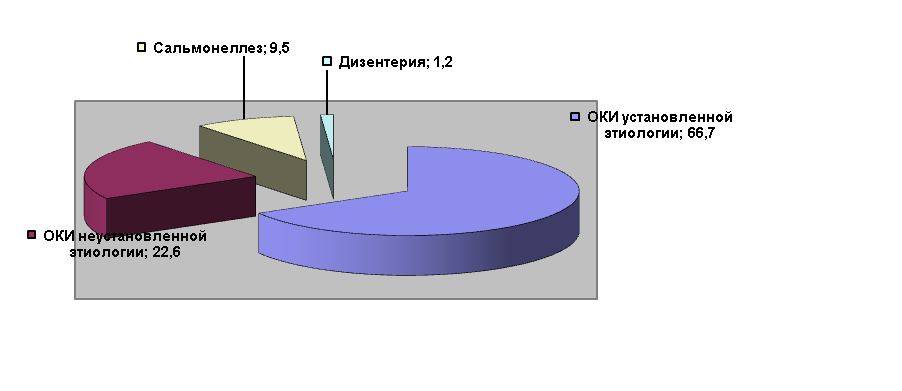 Сальмонеллез; 9,5
Дизентерия; 1,2
ОКИ установленной
этиологии; 66,7
ОКИ неустановленной
этиологии; 22,6